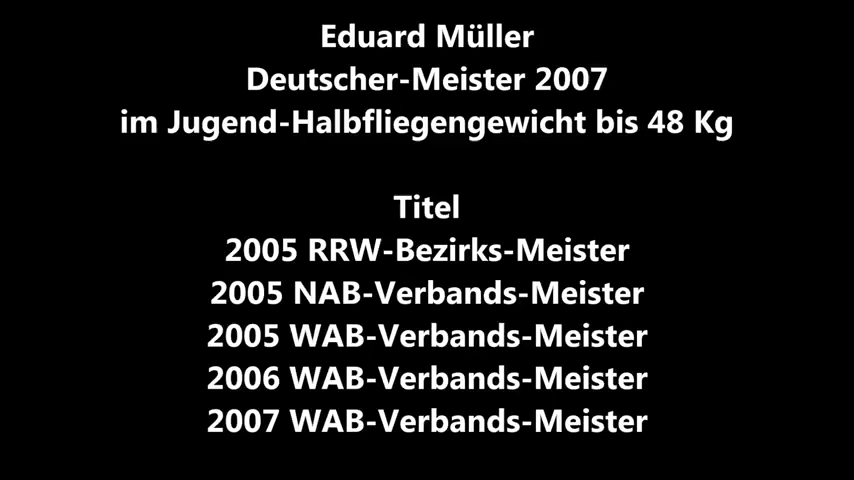 Eduard Müller
Deutscher-Meister 2007
im Jugend-Halbfliegengewicht bis 48 Kg
Titel
2005 RRW-Bezirks-Meister
2005 NAB-Verbands-Meister
2005 WAB-Verbands-Meister
2006 WAB-Verbands-Meister
2007 WAB-Verbands-Meister